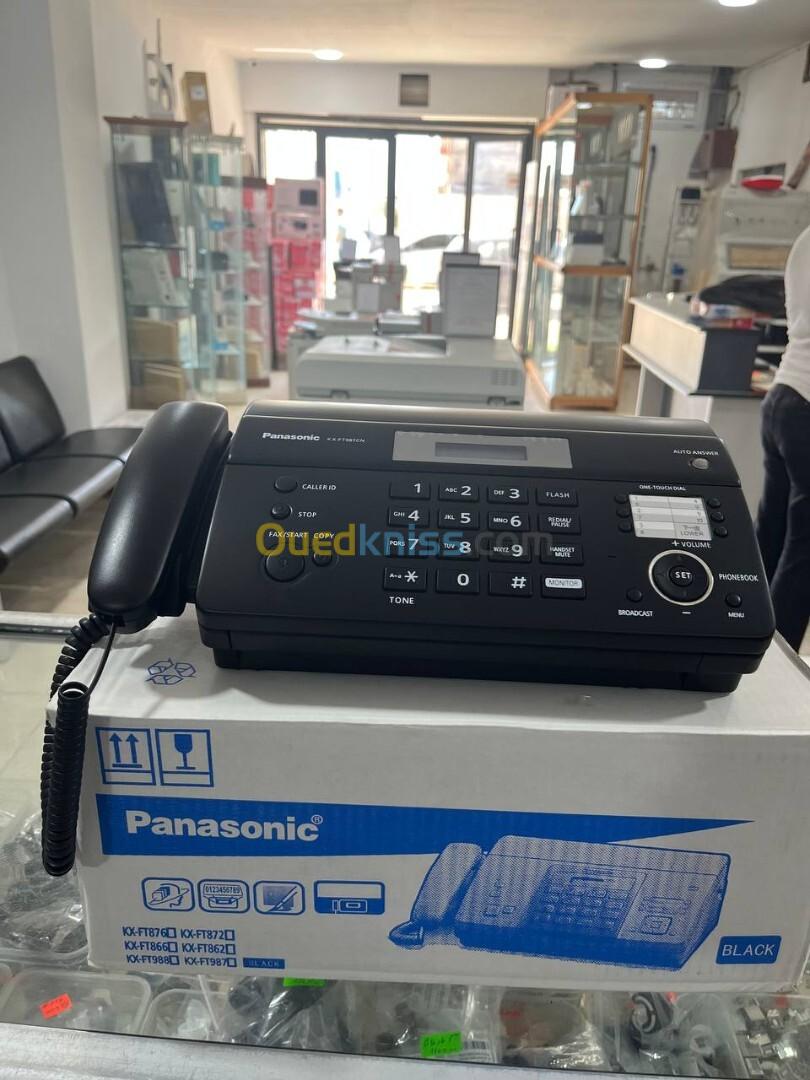 Panasonic KX-FT987CN
AUTO ANSWER
CALLER ID
STOP
FAX/START COPY
1 ABC 2 DEF 3 FLASH
GHI 4 JKL 5 MNO 6 REDIAL/PAUSE
PQRS 7 TUV 8 WXYZ 9 HANDSET MUTE
A→a * 0 # MONITOR
TONE
ONE-TOUCH DIAL
LOWER
+ VOLUME
SET
PHONEBOOK
BROADCAST
−
MENU
Ouedkniss.com
Panasonic®
0123456789
KX-FT876 KX-FT872
KX-FT866 KX-FT862
KX-FT988 KX-FT987 BLACK
BLACK